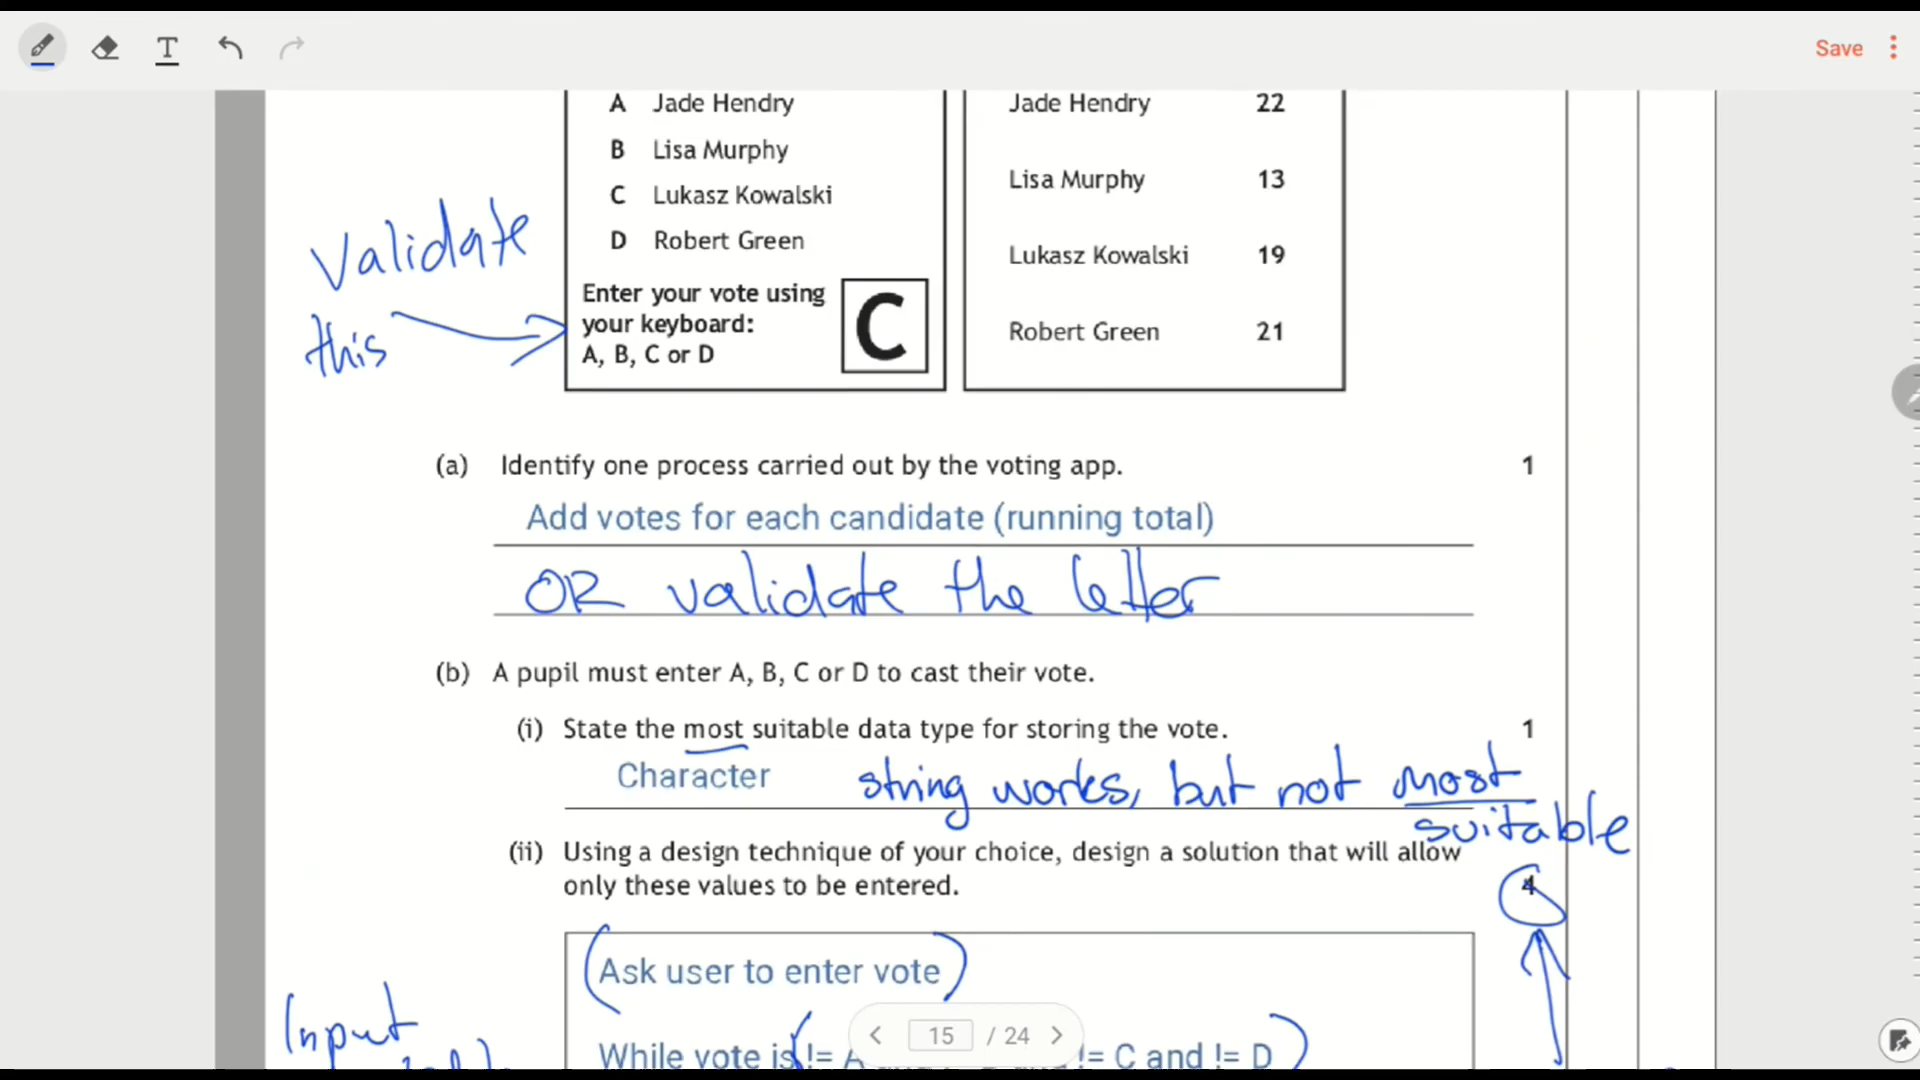 Save
A Jade Hendry
B Lisa Murphy
C Lukasz Kowalski
D Robert Green
Enter your vote using
your keyboard:
A, B, C or D
C
Jade Hendry 22
Lisa Murphy 13
Lukasz Kowalski 19
Robert Green 21
Validate
this
(a) Identify one process carried out by the voting app. 1
Add votes for each candidate (running total)
OR validate the letter
(b) A pupil must enter A, B, C or D to cast their vote.
(i) State the most suitable data type for storing the vote. 1
Character string works, but not most
suitable
(ii) Using a design technique of your choice, design a solution that will allow
only these values to be entered. 4
(Ask user to enter vote)
Input
While vote is != A != C and != D
15 / 24